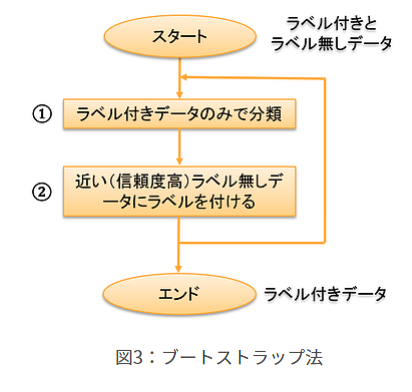 スタート
ラベル付きと
ラベル無しデータ
① ラベル付きデータのみで分類
② 近い(信頼度高)ラベル無しデ
ータにラベルを付ける
エンド
ラベル付きデータ
図3：ブートストラップ法